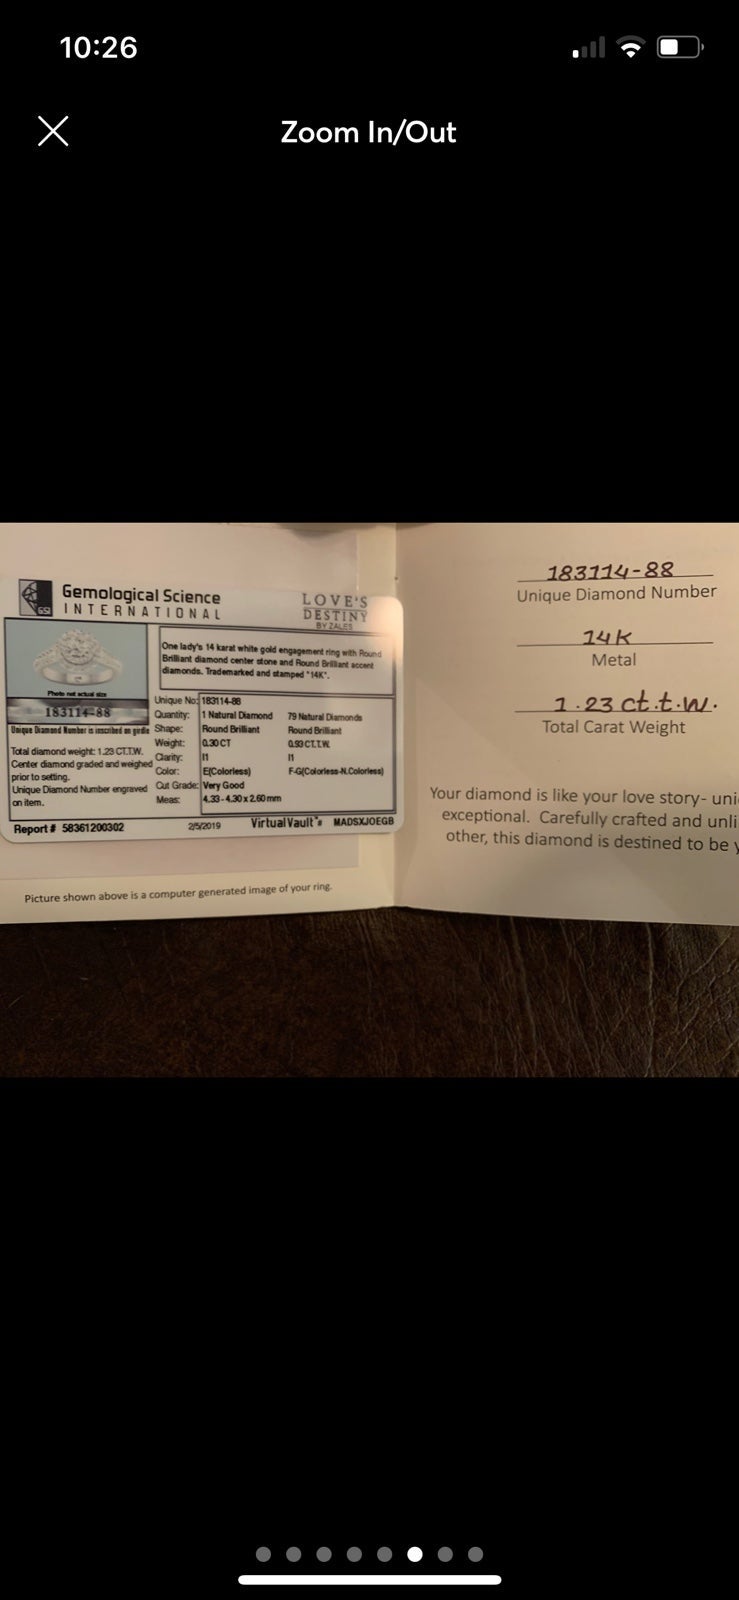 10:26
Zoom In/Out
GSI
Gemological Science
INTERNATIONAL
LOVE'S
DESTINY
BY ZALES
One lady's 14 karat white gold engagement ring with Round
Brilliant diamond center stone and Round Brilliant accent
diamonds. Trademarked and stamped "14K".
Photo not actual size
183114-88
Unique Diamond Number is inscribed on girdle
Total diamond weight: 1.23 CT.T.W.
Center diamond graded and weighed
prior to setting.
Unique Diamond Number engraved
on item.
Unique No: 183114-88
Quantity: 1 Natural Diamond 79 Natural Diamonds
Shape: Round Brilliant Round Brilliant
Weight: 0.30 CT 0.93 CT.T.W.
Clarity: I1 I1
Color: E(Colorless) F-G(Colorless-N.Colorless)
Cut Grade: Very Good
Meas: 4.33 - 4.30 x 2.60 mm
Report # 58361200302 2/5/2019 VirtualVault™# MADSXJOEGB
Picture shown above is a computer generated image of your ring.
183114-88
Unique Diamond Number
14K
Metal
1.23 ct.t.w.
Total Carat Weight
Your diamond is like your love story- uni
exceptional. Carefully crafted and unli
other, this diamond is destined to be y